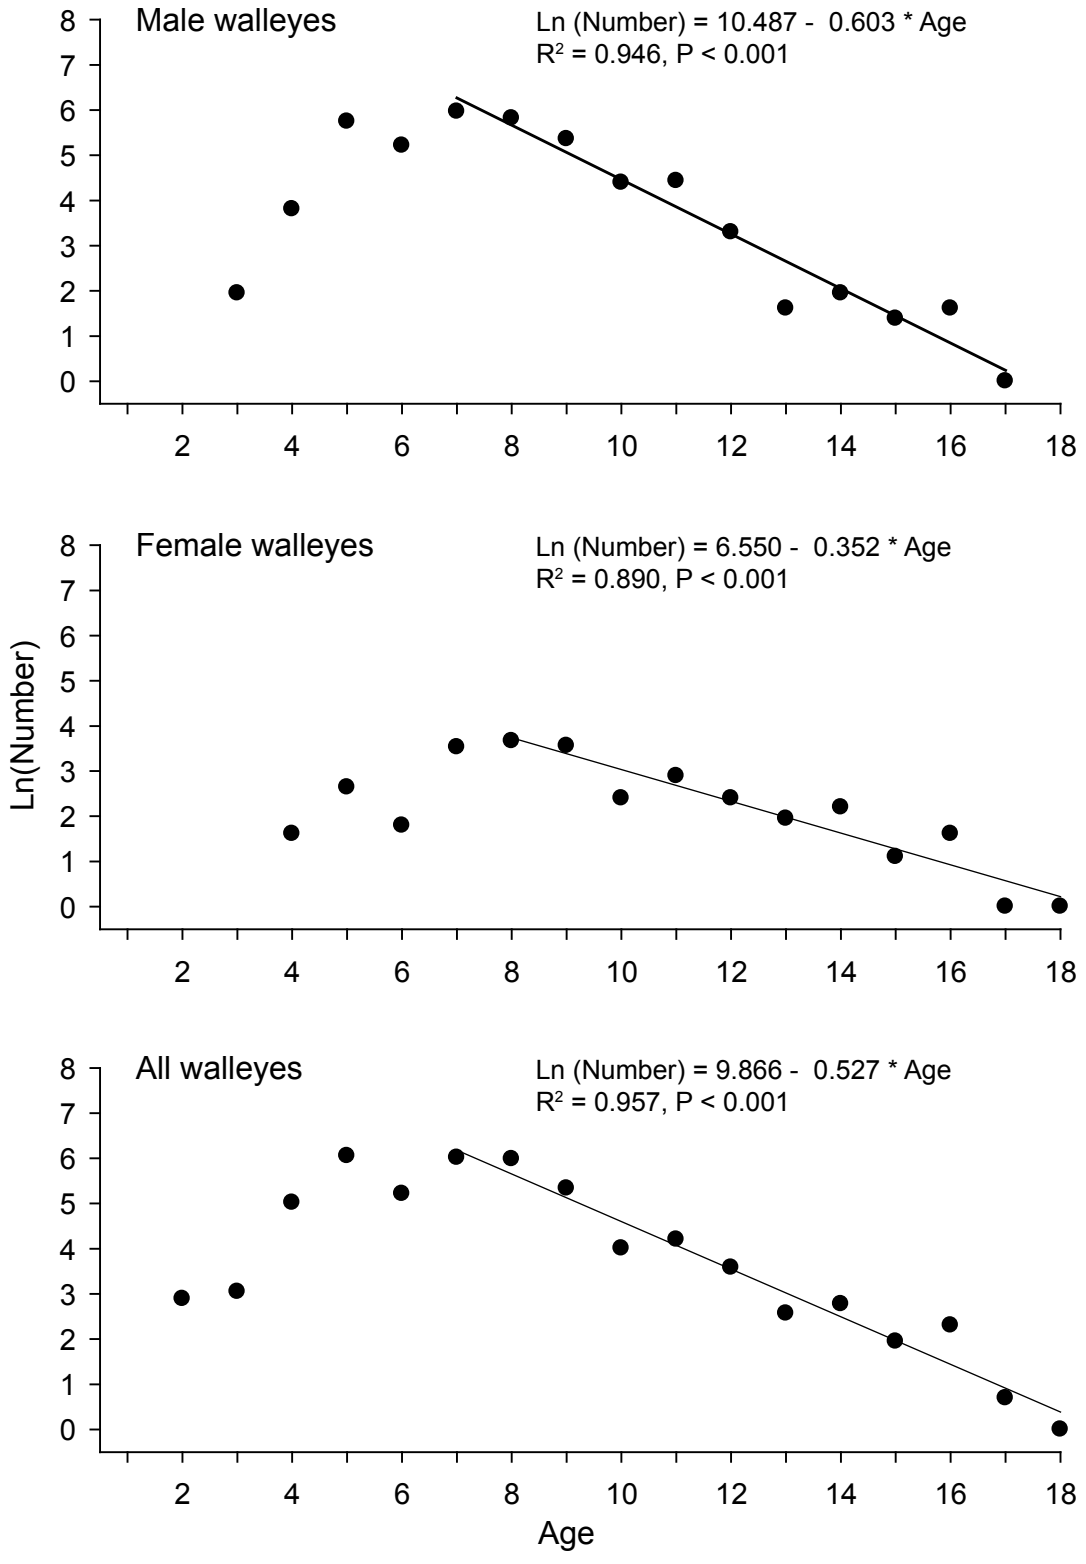 Male walleyes
Ln (Number) = 10.487 - 0.603 * Age
R² = 0.946, P < 0.001
8
7
6
5
4
3
2
1
0
2 4 6 8 10 12 14 16 18
Female walleyes
Ln (Number) = 6.550 - 0.352 * Age
R² = 0.890, P < 0.001
8
7
6
5
4
3
2
1
0
Ln(Number)
2 4 6 8 10 12 14 16 18
All walleyes
Ln (Number) = 9.866 - 0.527 * Age
R² = 0.957, P < 0.001
8
7
6
5
4
3
2
1
0
2 4 6 8 10 12 14 16 18
Age